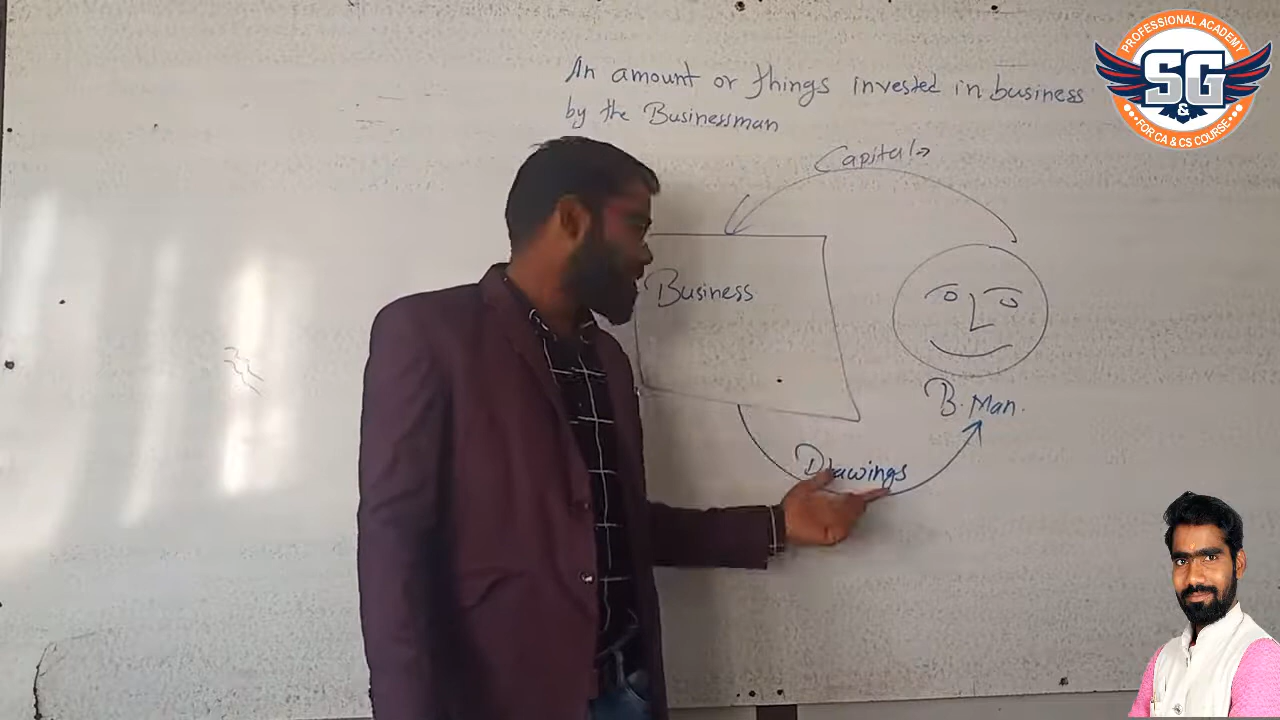 An amount or things invested in business
by the Businessman
Capital
Business
B. Man.
Drawings
PROFESSIONAL ACADEMY
SG
&
FOR CA & CS COURSE